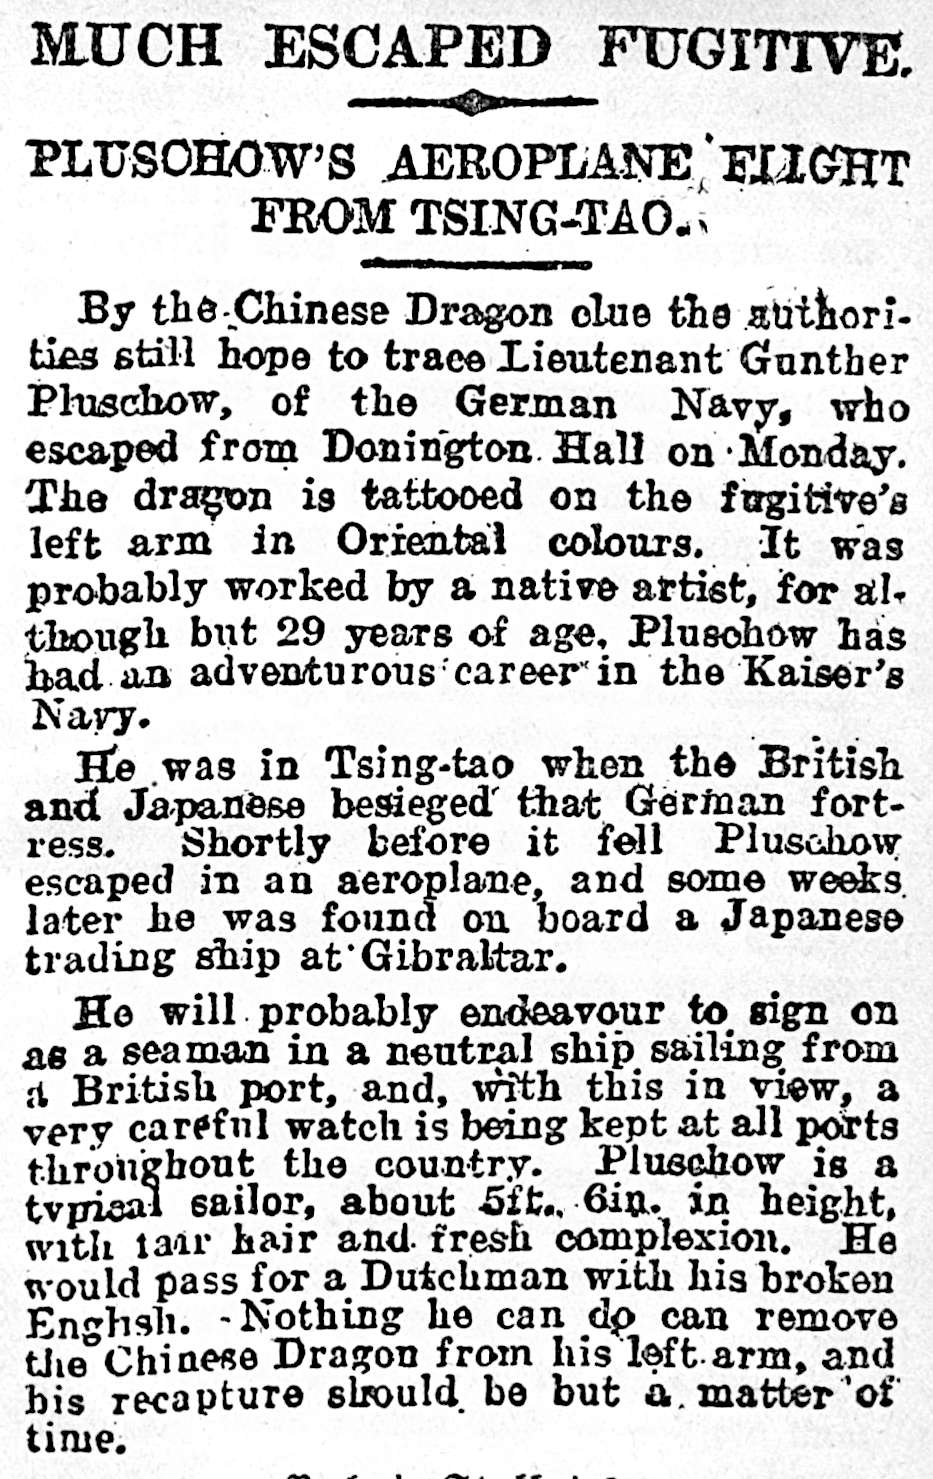 MUCH ESCAPED FUGITIVE.
PLUSCHOW'S AEROPLANE FLIGHT
FROM TSING-TAO.
By the Chinese Dragon clue the authori-
ties still hope to trace Lieutenant Gunther
Pluschow, of the German Navy, who
escaped from Donington Hall on Monday.
The dragon is tattooed on the fugitive's
left arm in Oriental colours. It was
probably worked by a native artist, for al-
though but 29 years of age, Pluschow has
had an adventurous career in the Kaiser's
Navy.
He was in Tsing-tao when the British
and Japanese besieged that German fort-
ress. Shortly before it fell Pluschow
escaped in an aeroplane, and some weeks
later he was found on board a Japanese
trading ship at Gibraltar.
He will probably endeavour to sign on
as a seaman in a neutral ship sailing from
a British port, and, with this in view, a
very careful watch is being kept at all ports
throughout the country. Pluschow is a
typical sailor, about 5ft. 6in. in height,
with fair hair and fresh complexion. He
would pass for a Dutchman with his broken
English. Nothing he can do can remove
the Chinese Dragon from his left arm, and
his recapture should be but a matter of
time.